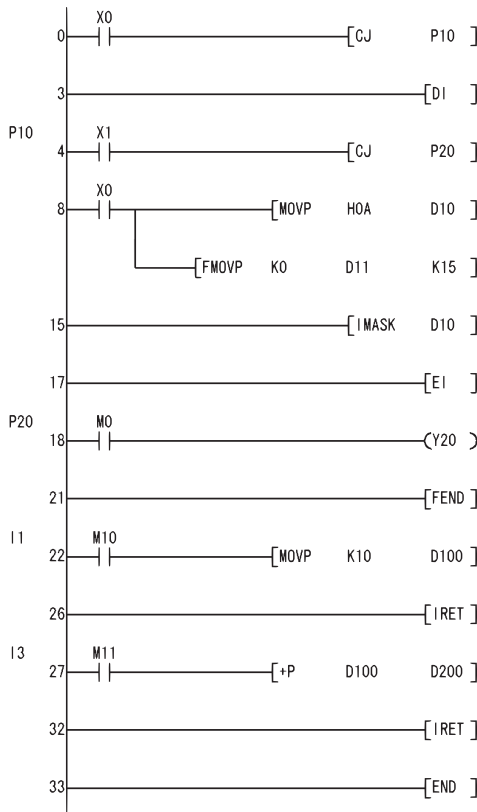 X0
0 [CJ P10 ]
3 [DI ]
P10 X1
4 [CJ P20 ]
X0
8 [MOVP H0A D10 ]
[FMOVP K0 D11 K15 ]
15 [IMASK D10 ]
17 [EI ]
P20 M0
18 (Y20 )
21 [FEND ]
I1 M10
22 [MOVP K10 D100 ]
26 [IRET ]
I3 M11
27 [+P D100 D200 ]
32 [IRET ]
33 [END ]